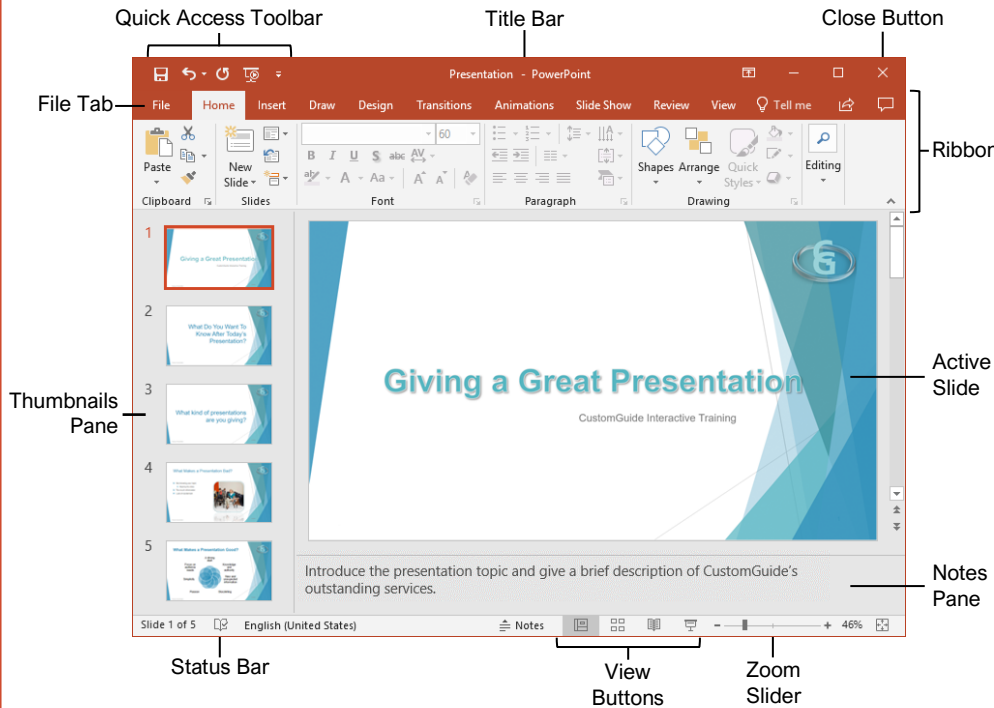 Quick Access Toolbar
Title Bar
Close Button
Presentation - PowerPoint
File Tab
File Home Insert Draw Design Transitions Animations Slide Show Review View Tell me
Ribbon
60
Paste
New
Slide
B I U S abc AV
aby A Aa A A
Shapes Arrange Quick
Styles
Editing
Clipboard Slides Font Paragraph Drawing
1
Giving a Great Presentation
2
What Do You Want To
Know After Today's
Presentation?
3
What kind of presentations
are you giving?
4
What Makes a Presentation Bad?
5
What Makes a Presentation Good?
Thumbnails
Pane
CG
Giving a Great Presentation
CustomGuide Interactive Training
Active
Slide
Introduce the presentation topic and give a brief description of CustomGuide's
outstanding services.
Notes
Pane
Slide 1 of 5 English (United States) Notes - + 46%
Status Bar
View
Buttons
Zoom
Slider